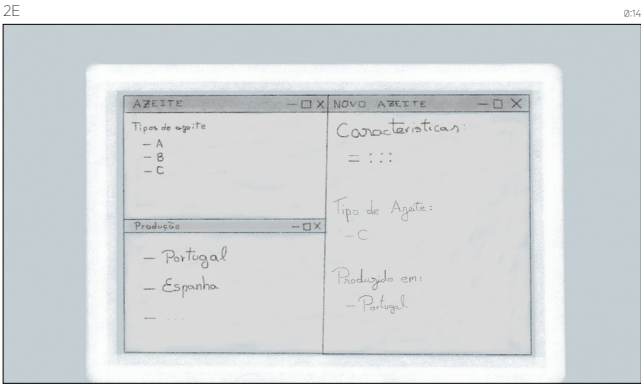 2E
0:14
AZEITE
Tipos de azeite
– A
– B
– C
Produção
– Portugal
– Espanha
– ...
NOVO AZEITE
Caracteristicas:
= : : :
Tipo de Azeite:
– C
Produzido em:
– Portugal